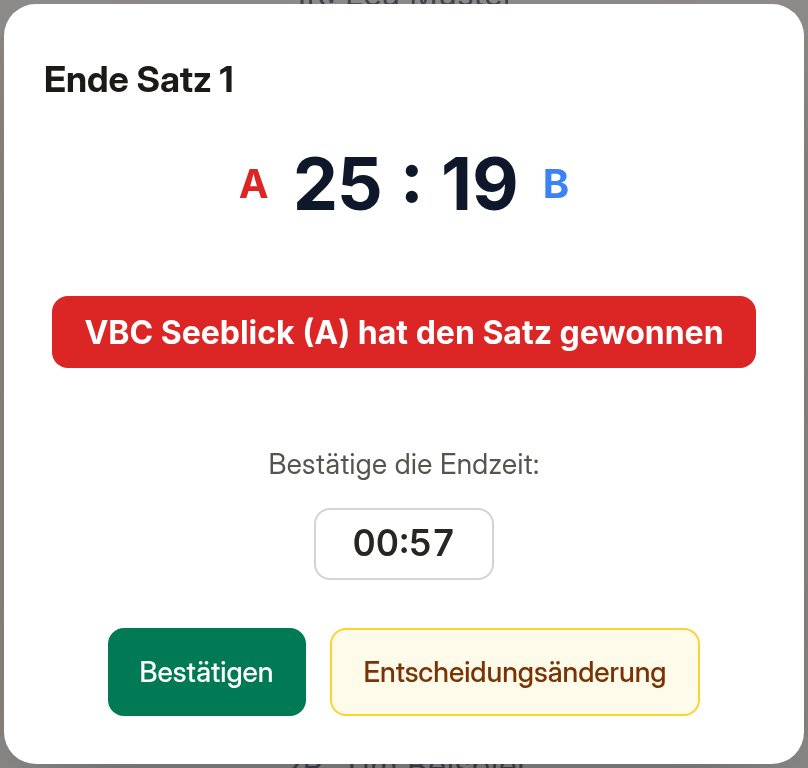 Ende Satz 1
A 25 : 19 B
VBC Seeblick (A) hat den Satz gewonnen
Bestätige die Endzeit:
00:57
Bestätigen Entscheidungsänderung